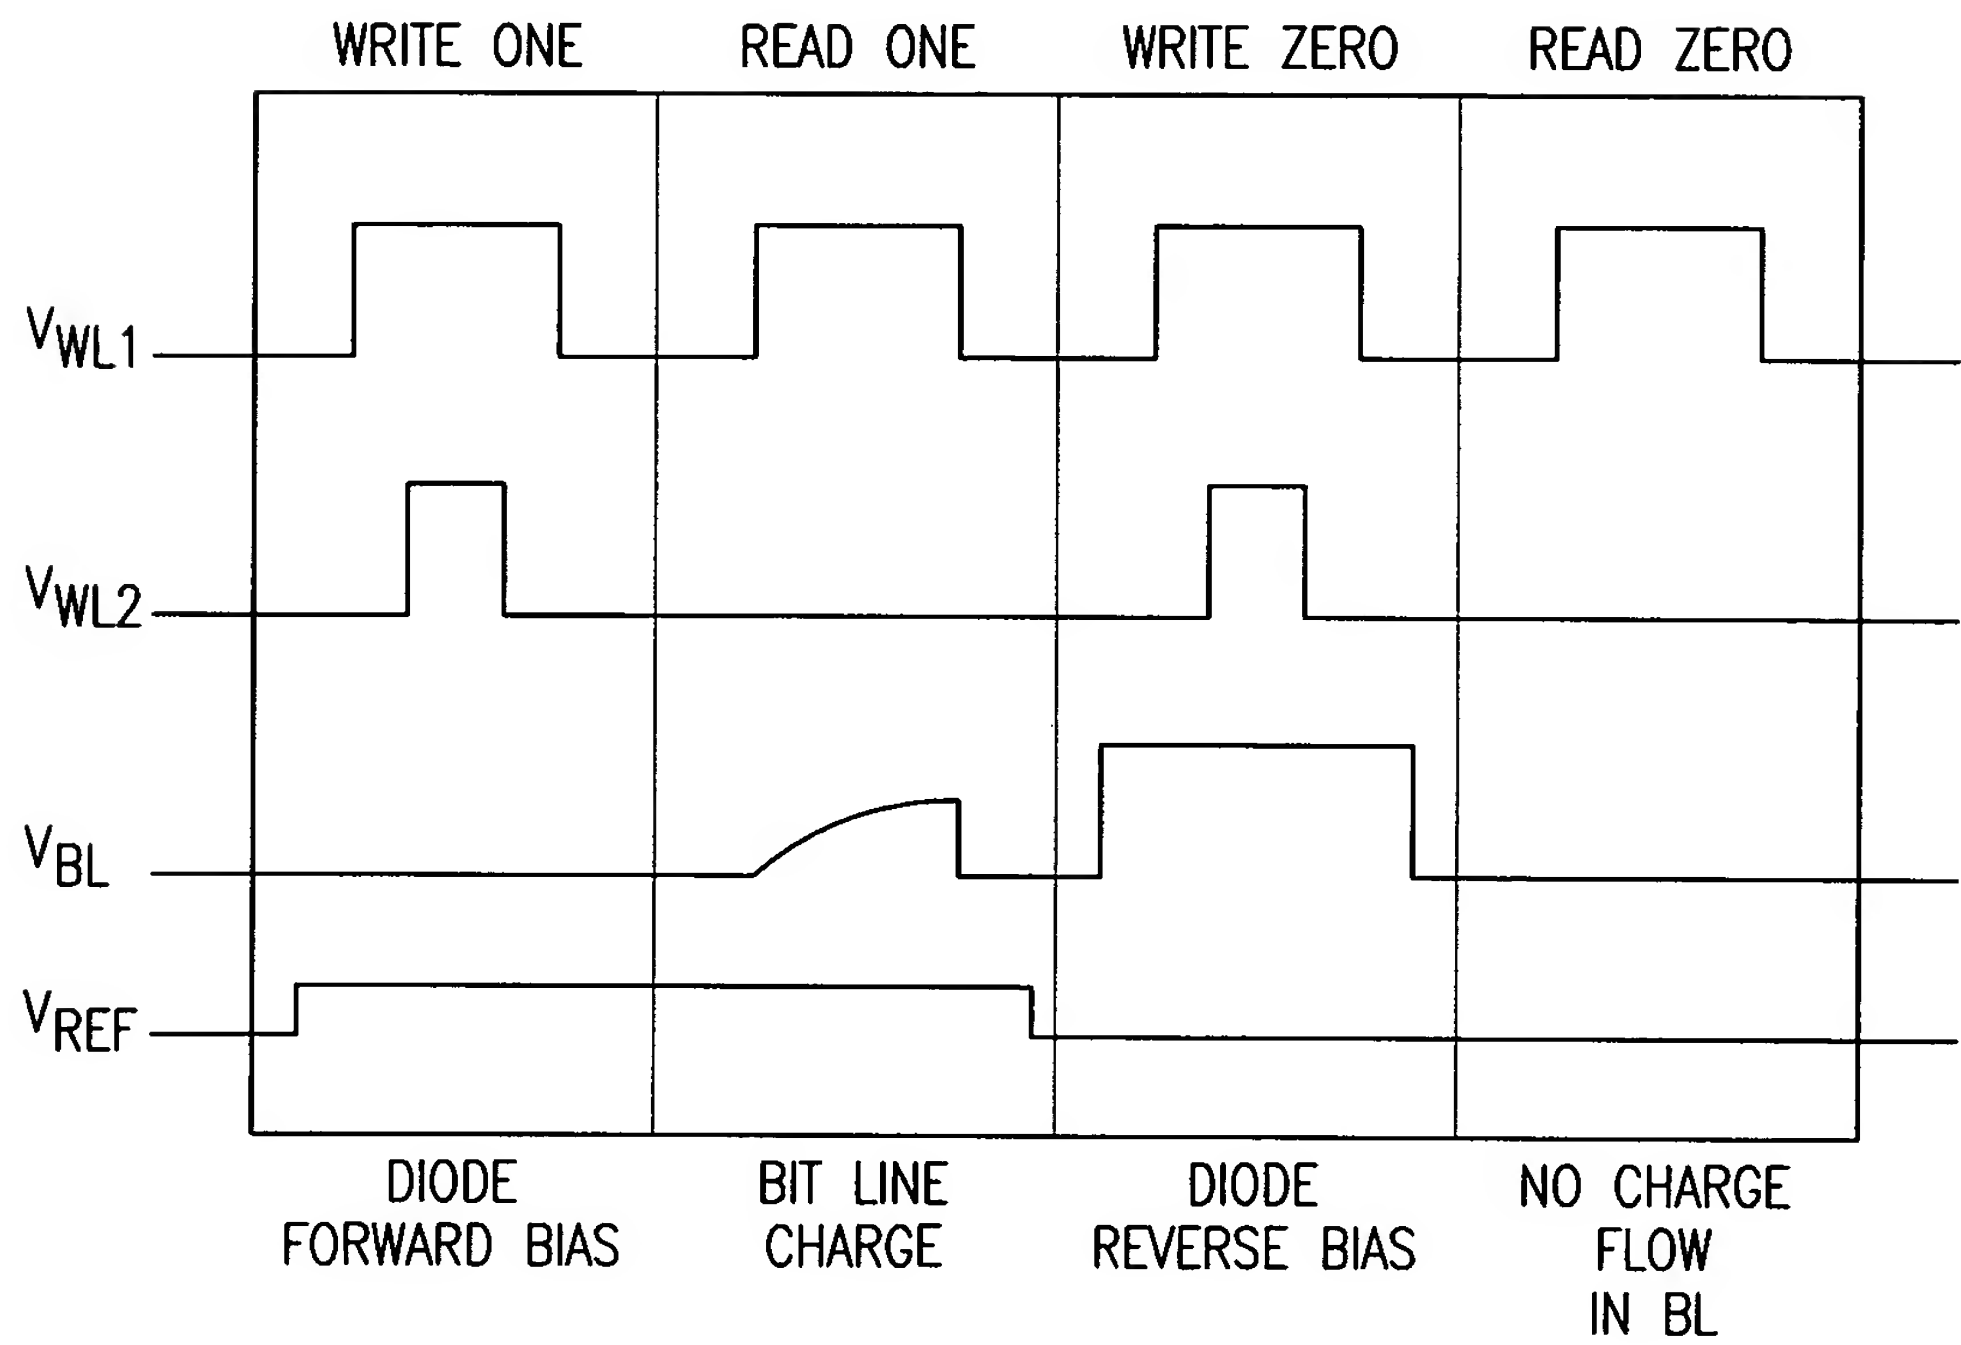 WRITE ONE
READ ONE
WRITE ZERO
READ ZERO
VWL1
VWL2
VBL
VREF
DIODE
FORWARD BIAS
BIT LINE
CHARGE
DIODE
REVERSE BIAS
NO CHARGE
FLOW
IN BL